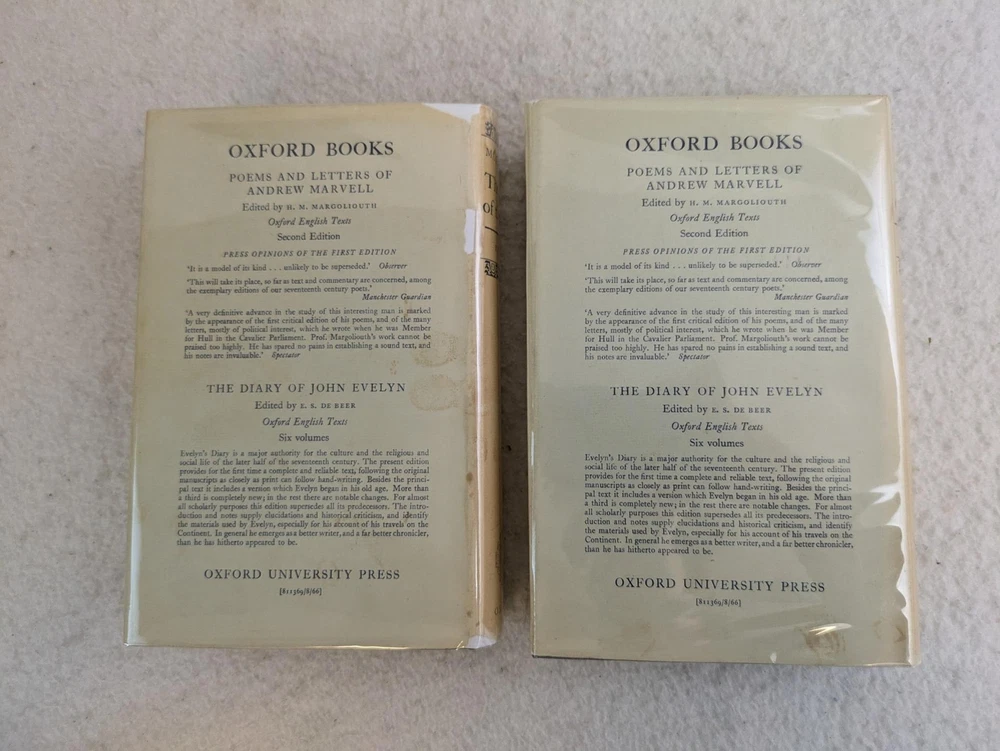 OXFORD BOOKS
POEMS AND LETTERS OF
ANDREW MARVELL
Edited by H. M. MARGOLIOUTH
Oxford English Texts
Second Edition
PRESS OPINIONS OF THE FIRST EDITION
'It is a model of its kind . . . unlikely to be superseded.' Observer
'This will take its place, so far as text and commentary are concerned, among
the exemplary editions of our seventeenth century poets.'
Manchester Guardian
'A very definitive advance in the study of this interesting man is marked
by the appearance of the first critical edition of his poems, and of the many
letters, mostly of political interest, which he wrote when he was Member
for Hull in the Cavalier Parliament. Prof. Margoliouth's work cannot be
praised too highly. He has spared no pains in establishing a sound text, and
his notes are invaluable.' Spectator
THE DIARY OF JOHN EVELYN
Edited by E. S. DE BEER
Oxford English Texts
Six volumes
Evelyn's Diary is a major authority for the culture and the religious and
social life of the later half of the seventeenth century. The present edition
provides for the first time a complete and reliable text, following the original
manuscripts as closely as print can follow hand-writing. Besides the princi-
pal text it includes a version which Evelyn began in his old age. More than
a third is completely new; in the rest there are notable changes. For almost
all scholarly purposes this edition supersedes all its predecessors. The intro-
duction and notes supply elucidations and historical criticism, and identify
the materials used by Evelyn, especially for his account of his travels on the
Continent. In general he emerges as a better writer, and a far better chronicler,
than he has hitherto appeared to be.
OXFORD UNIVERSITY PRESS
[811369/8/66]
of
OXFORD BOOKS
POEMS AND LETTERS OF
ANDREW MARVELL
Edited by H. M. MARGOLIOUTH
Oxford English Texts
Second Edition
PRESS OPINIONS OF THE FIRST EDITION
'It is a model of its kind . . . unlikely to be superseded.' Observer
'This will take its place, so far as text and commentary are concerned, among
the exemplary editions of our seventeenth century poets.'
Manchester Guardian
'A very definitive advance in the study of this interesting man is marked
by the appearance of the first critical edition of his poems, and of the many
letters, mostly of political interest, which he wrote when he was Member
for Hull in the Cavalier Parliament. Prof. Margoliouth's work cannot be
praised too highly. He has spared no pains in establishing a sound text, and
his notes are invaluable.' Spectator
THE DIARY OF JOHN EVELYN
Edited by E. S. DE BEER
Oxford English Texts
Six volumes
Evelyn's Diary is a major authority for the culture and the religious and
social life of the later half of the seventeenth century. The present edition
provides for the first time a complete and reliable text, following the original
manuscripts as closely as print can follow hand-writing. Besides the princi-
pal text it includes a version which Evelyn began in his old age. More than
a third is completely new; in the rest there are notable changes. For almost
all scholarly purposes this edition supersedes all its predecessors. The intro-
duction and notes supply elucidations and historical criticism, and identify
the materials used by Evelyn, especially for his account of his travels on the
Continent. In general he emerges as a better writer, and a far better chronicler,
than he has hitherto appeared to be.
OXFORD UNIVERSITY PRESS
[811369/8/66]